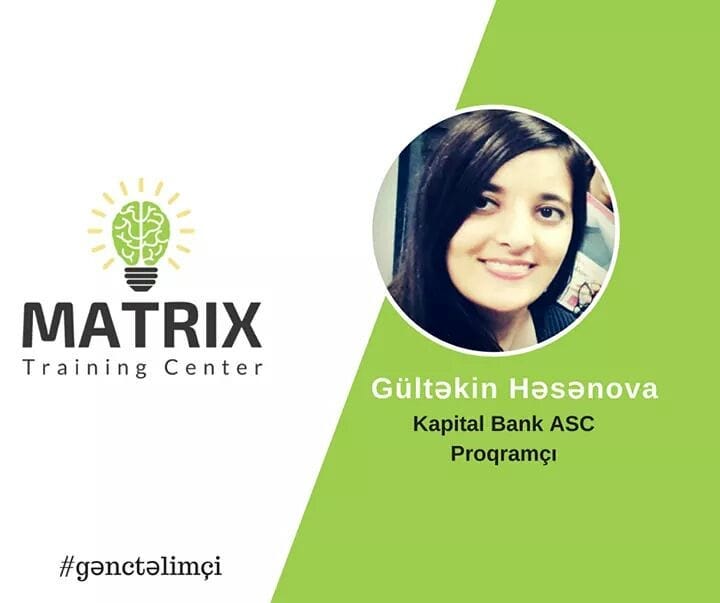 MATRIX
Training Center
Gültəkin Həsənova
Kapital Bank ASC
Proqramçı
#gənctəlimçi